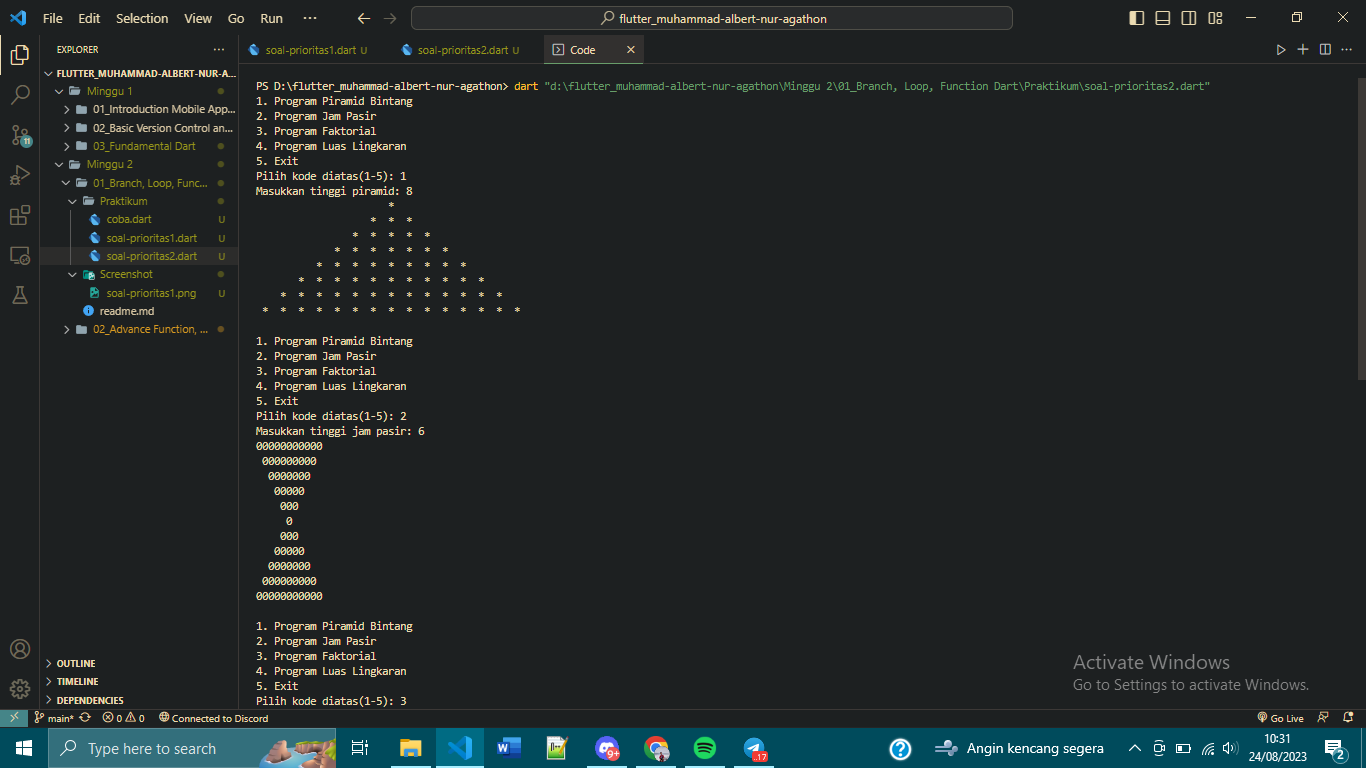 File Edit Selection View Go Run ··· flutter_muhammad-albert-nur-agathon
EXPLORER ···
soal-prioritas1.dart U soal-prioritas2.dart U Code
FLUTTER_MUHAMMAD-ALBERT-NUR-A...
Minggu 1
01_Introduction Mobile App...
02_Basic Version Control an...
03_Fundamental Dart
Minggu 2
01_Branch, Loop, Func...
Praktikum
coba.dart U
soal-prioritas1.dart U
soal-prioritas2.dart U
Screenshot
soal-prioritas1.png U
readme.md
02_Advance Function, ...
OUTLINE
TIMELINE
DEPENDENCIES
11
PS D:\flutter_muhammad-albert-nur-agathon> dart "d:\flutter_muhammad-albert-nur-agathon\Minggu 2\01_Branch, Loop, Function Dart\Praktikum\soal-prioritas2.dart"
1. Program Piramid Bintang
2. Program Jam Pasir
3. Program Faktorial
4. Program Luas Lingkaran
5. Exit
Pilih kode diatas(1-5): 1
Masukkan tinggi piramid: 8
*
* * *
* * * * *
* * * * * * *
* * * * * * * * *
* * * * * * * * * * *
* * * * * * * * * * * * *
* * * * * * * * * * * * * * *
1. Program Piramid Bintang
2. Program Jam Pasir
3. Program Faktorial
4. Program Luas Lingkaran
5. Exit
Pilih kode diatas(1-5): 2
Masukkan tinggi jam pasir: 6
00000000000
000000000
0000000
00000
000
0
000
00000
0000000
000000000
00000000000
1. Program Piramid Bintang
2. Program Jam Pasir
3. Program Faktorial
4. Program Luas Lingkaran
5. Exit
Pilih kode diatas(1-5): 3
Activate Windows
Go to Settings to activate Windows.
main* 0 0 Connected to Discord Go Live
Type here to search 9+ 17 Angin kencang segera 10:31
24/08/2023 2